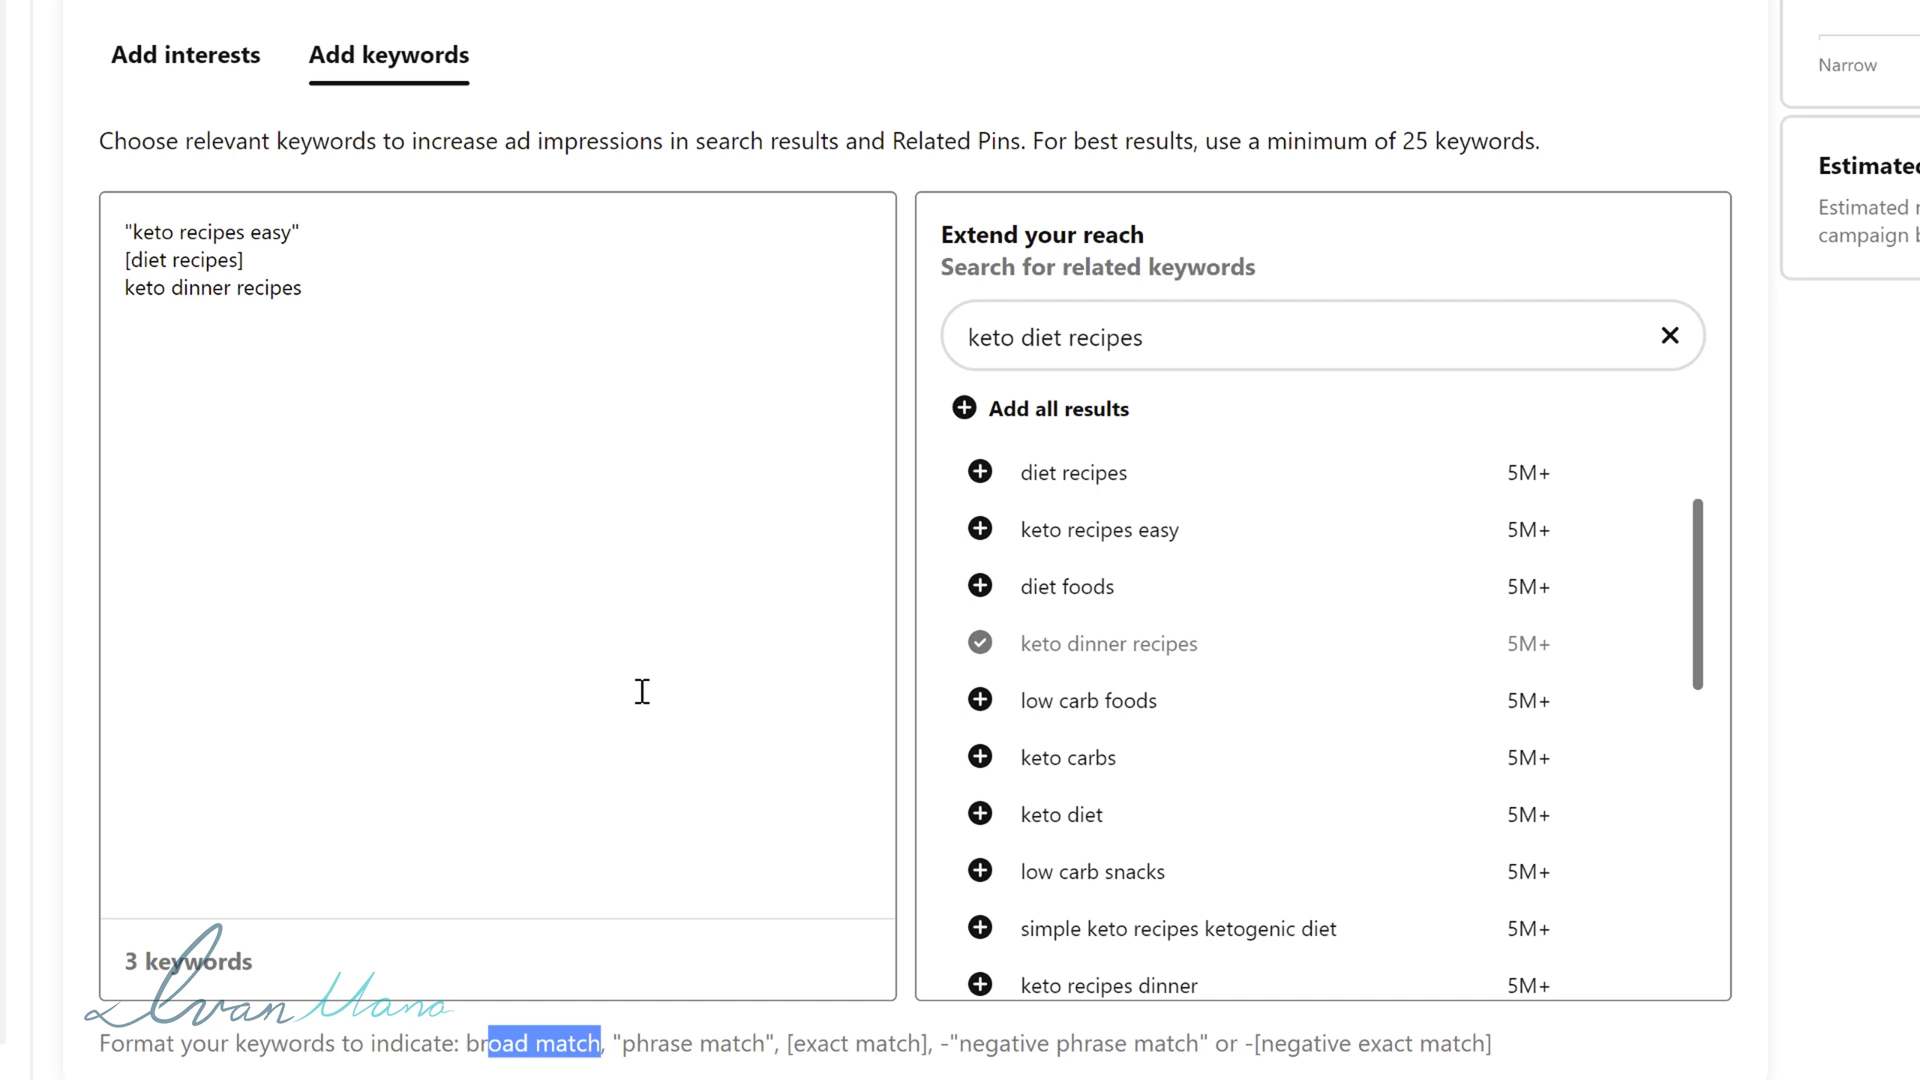 Add interests
Add keywords
Narrow
Choose relevant keywords to increase ad impressions in search results and Related Pins. For best results, use a minimum of 25 keywords.
"keto recipes easy"
[diet recipes]
keto dinner recipes
3 keywords
Extend your reach
Search for related keywords
keto diet recipes
Add all results
diet recipes 5M+
keto recipes easy 5M+
diet foods 5M+
keto dinner recipes 5M+
low carb foods 5M+
keto carbs 5M+
keto diet 5M+
low carb snacks 5M+
simple keto recipes ketogenic diet 5M+
keto recipes dinner 5M+
Estimated
Estimated
campaign
Ivan Mana
Format your keywords to indicate: broad match, "phrase match", [exact match], -"negative phrase match" or -[negative exact match]